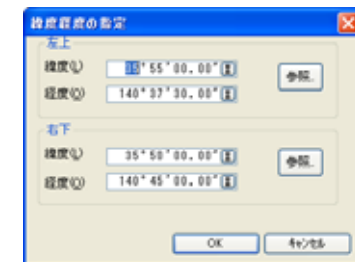 緯度経度の指定
左上
緯度(L) 35°55'00.00"
参照...
経度(O) 140°37'30.00"
右下
緯度(L) 35°50'00.00"
参照...
経度(O) 140°45'00.00"
OK キャンセル